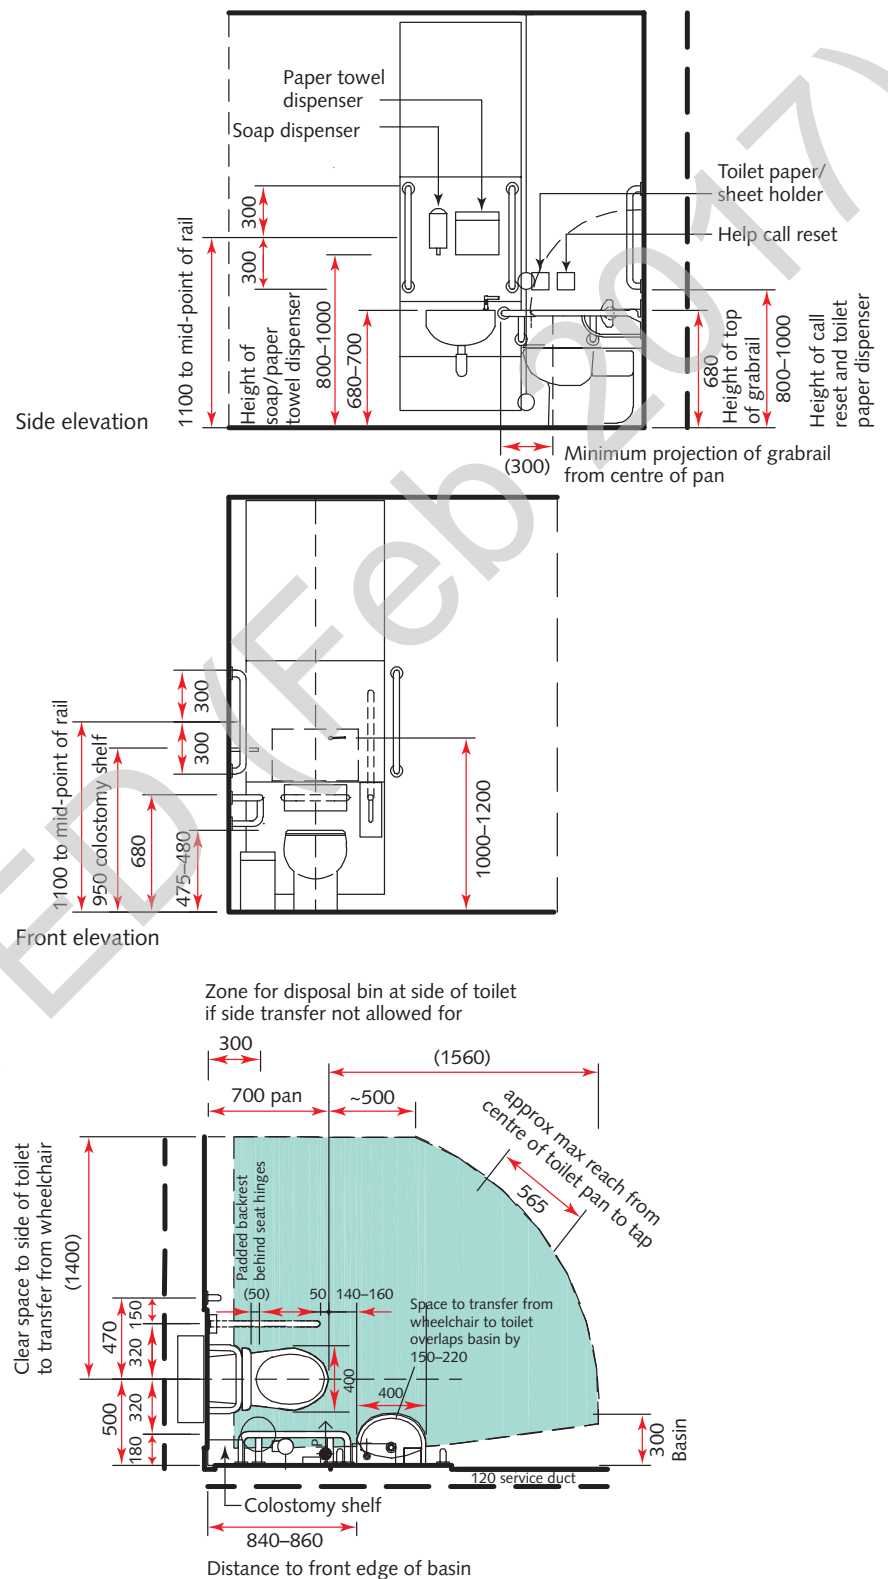 Paper towel
dispenser
Soap dispenser
Toilet paper/
sheet holder
Help call reset
300
300
1100 to mid-point of rail
Height of
soap/paper
towel dispenser
800–1000
680–700
680
Height of top
of grabrail
800–1000
Height of call
reset and toilet
paper dispenser
Side elevation
(300)
Minimum projection of grabrail
from centre of pan
ED (Feb 2017)
300
300
1100 to mid-point of rail
950 colostomy shelf
680
475–480
1000–1200
Front elevation
Zone for disposal bin at side of toilet
if side transfer not allowed for
300
(1560)
700 pan
~500
approx max reach from
centre of toilet pan to tap
565
Clear space to side of toilet
to transfer from wheelchair
(1400)
Padded backrest
behind seat hinges
(50)
50
140–160
Space to transfer from
wheelchair to toilet
overlaps basin by
150–220
470
150
320
400
400
500
320
180
P
300
Basin
120 service duct
Colostomy shelf
840–860
Distance to front edge of basin